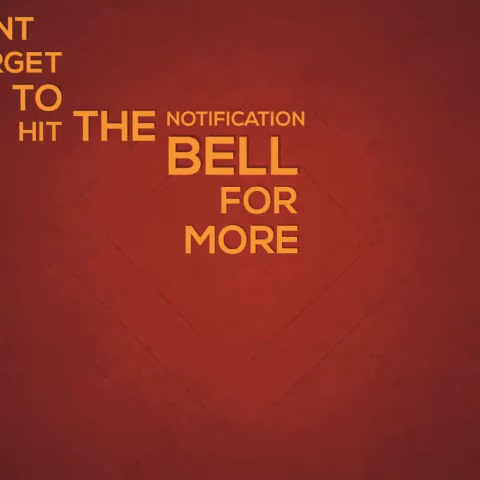 NT
RGET
TO
HIT THE NOTIFICATION
BELL
FOR
MORE